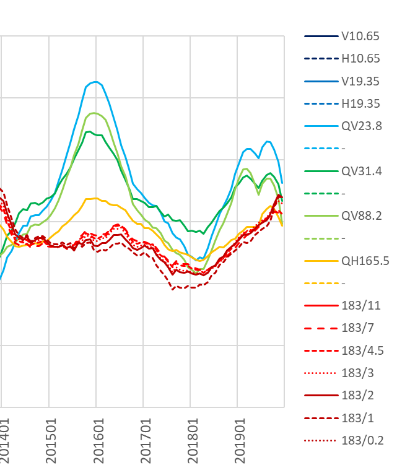 V10.65
H10.65
V19.35
H19.35
QV23.8
-
QV31.4
-
QV88.2
-
QH165.5
-
183/11
183/7
183/4.5
183/3
183/2
183/1
183/0.2
201401
201501
201601
201701
201801
201901